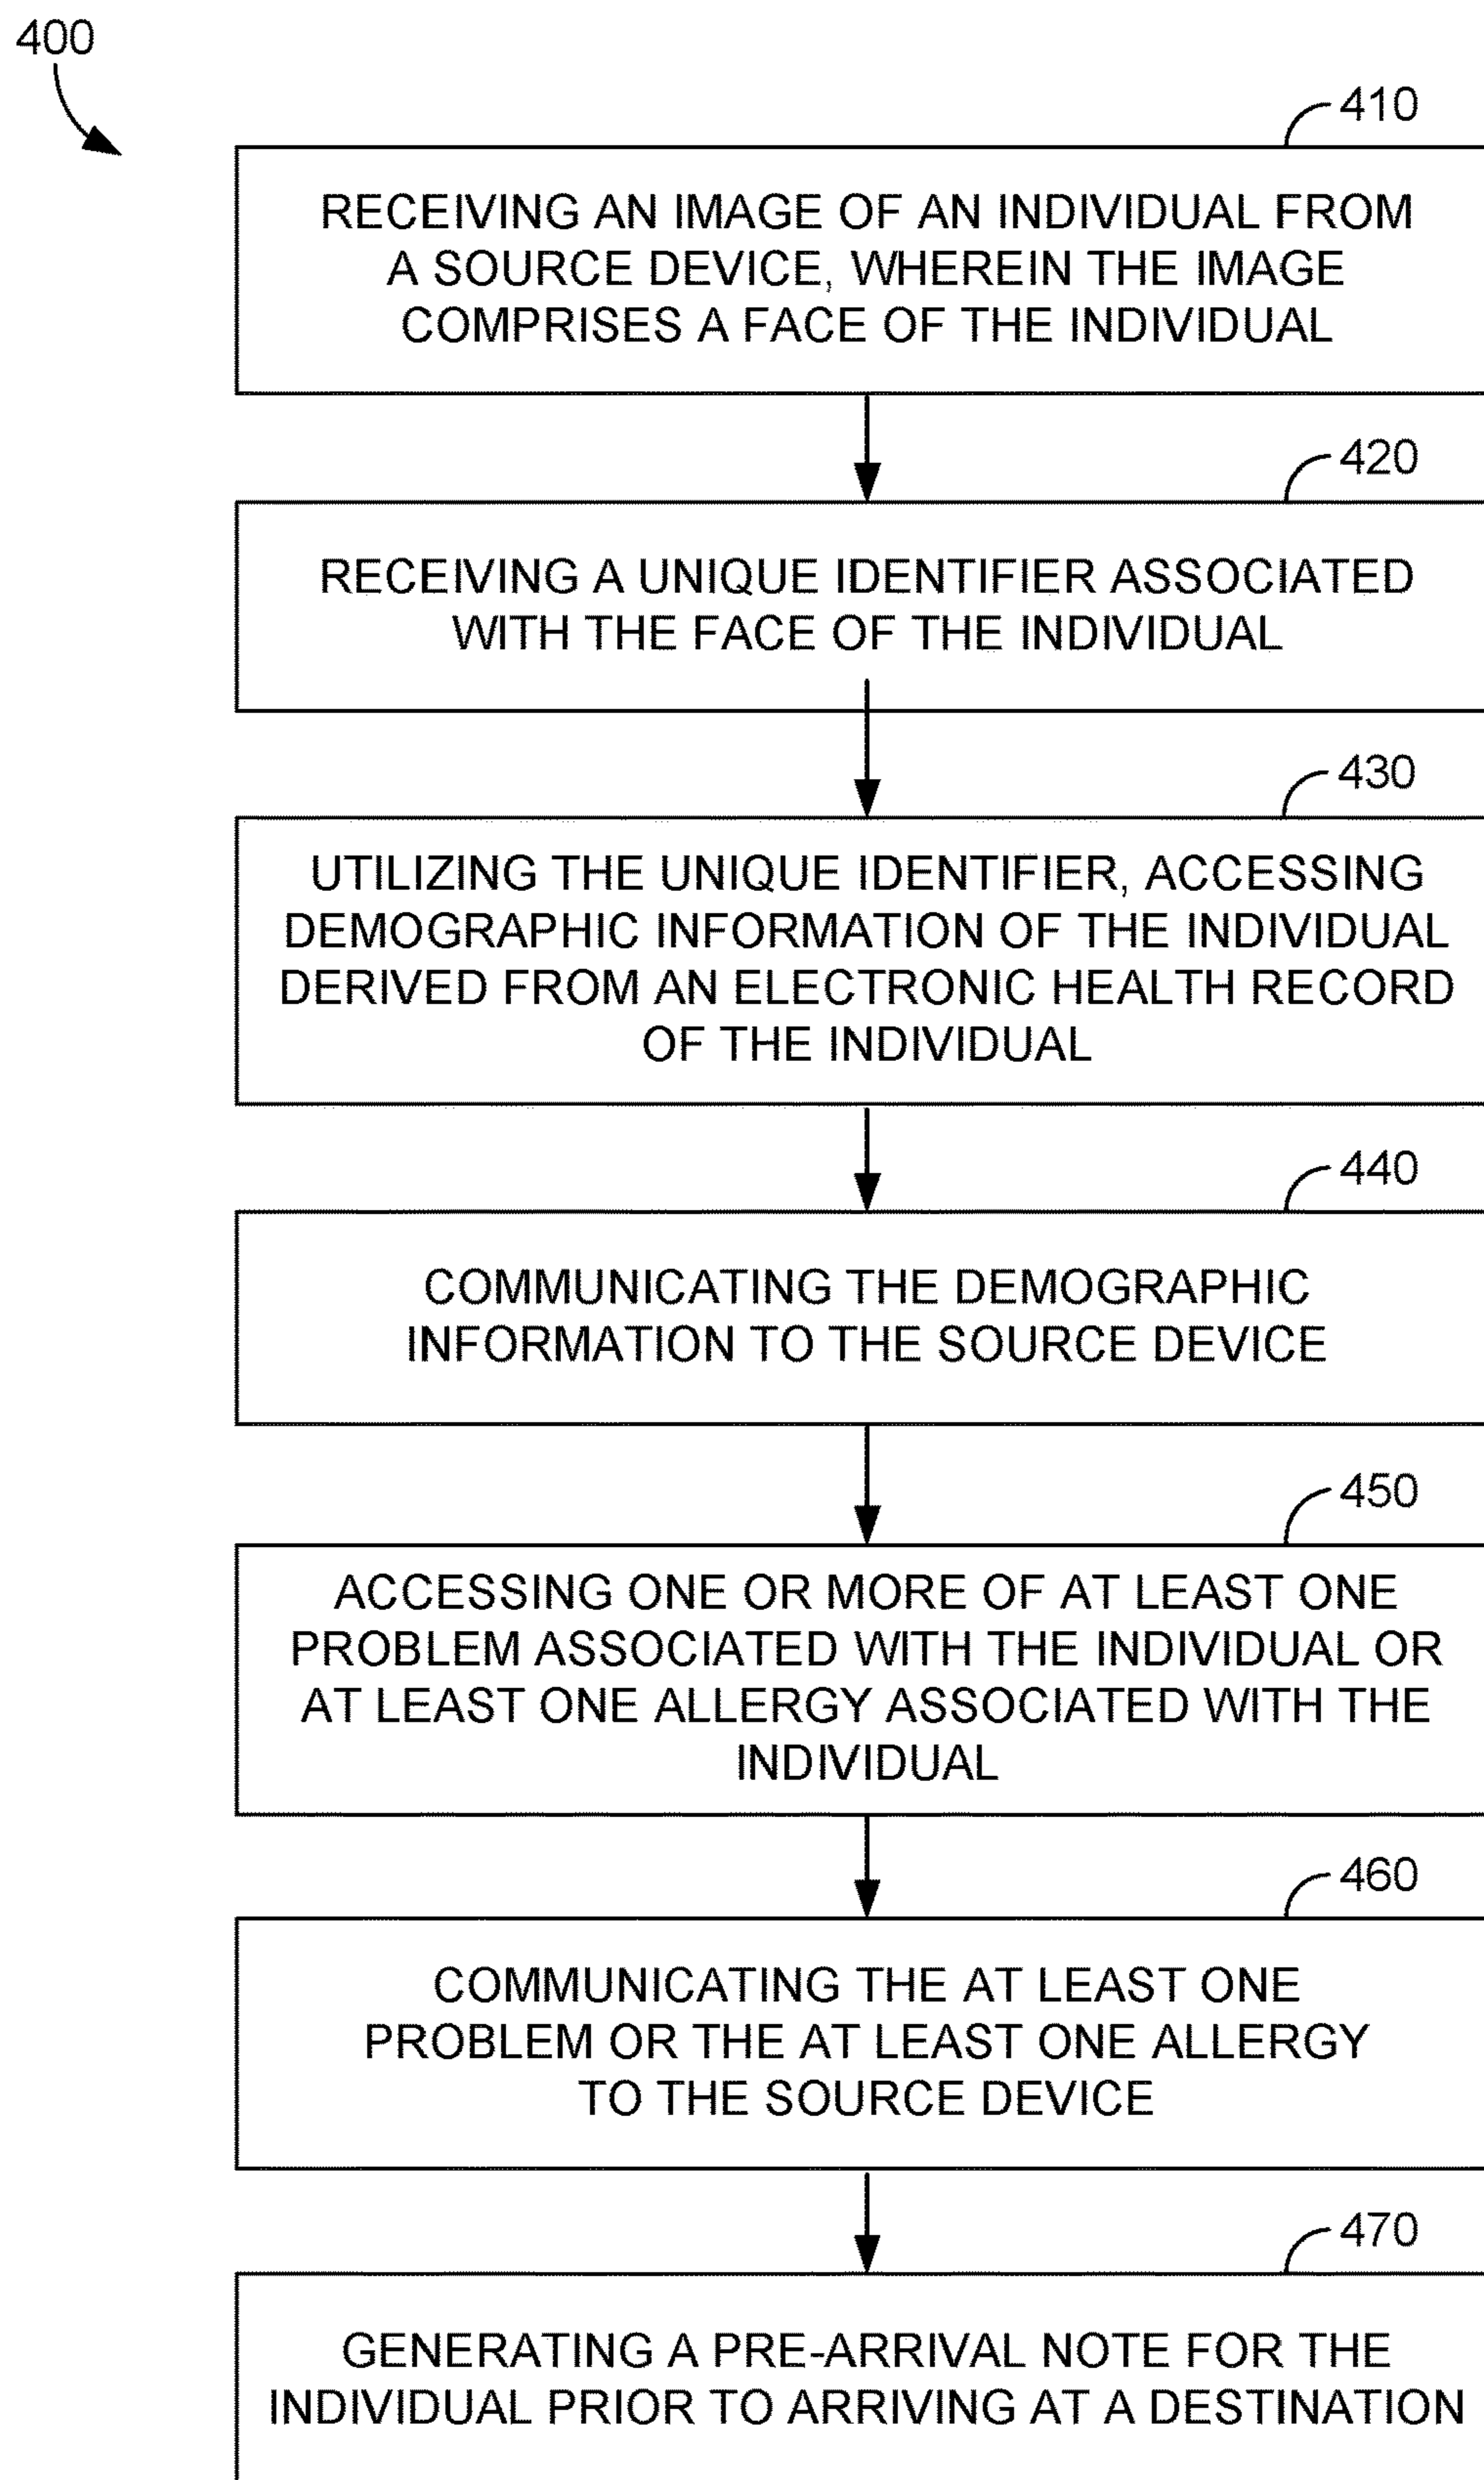 400
410
RECEIVING AN IMAGE OF AN INDIVIDUAL FROM
A SOURCE DEVICE, WHEREIN THE IMAGE
COMPRISES A FACE OF THE INDIVIDUAL
420
RECEIVING A UNIQUE IDENTIFIER ASSOCIATED
WITH THE FACE OF THE INDIVIDUAL
430
UTILIZING THE UNIQUE IDENTIFIER, ACCESSING
DEMOGRAPHIC INFORMATION OF THE INDIVIDUAL
DERIVED FROM AN ELECTRONIC HEALTH RECORD
OF THE INDIVIDUAL
440
COMMUNICATING THE DEMOGRAPHIC
INFORMATION TO THE SOURCE DEVICE
450
ACCESSING ONE OR MORE OF AT LEAST ONE
PROBLEM ASSOCIATED WITH THE INDIVIDUAL OR
AT LEAST ONE ALLERGY ASSOCIATED WITH THE
INDIVIDUAL
460
COMMUNICATING THE AT LEAST ONE
PROBLEM OR THE AT LEAST ONE ALLERGY
TO THE SOURCE DEVICE
470
GENERATING A PRE-ARRIVAL NOTE FOR THE
INDIVIDUAL PRIOR TO ARRIVING AT A DESTINATION